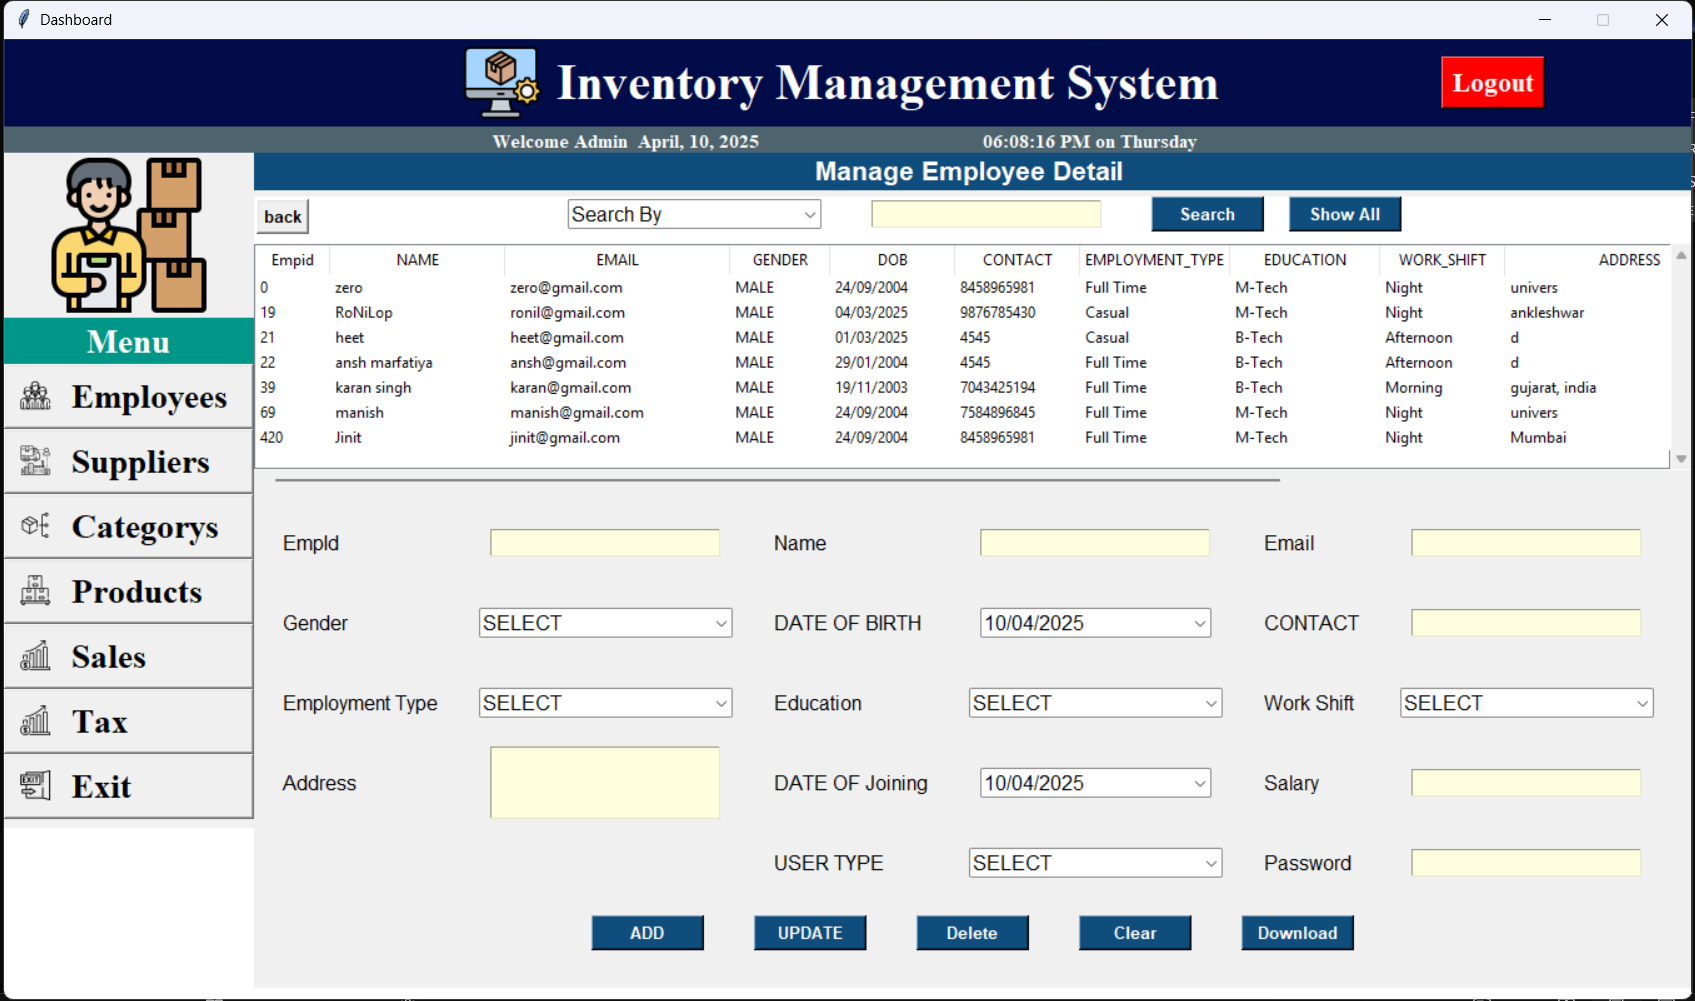 Dashboard
Inventory Management System
Logout
Welcome Admin April, 10, 2025
06:08:16 PM on Thursday
Manage Employee Detail
back
Search By
Search
Show All
Empid NAME EMAIL GENDER DOB CONTACT EMPLOYMENT_TYPE EDUCATION WORK_SHIFT ADDRESS
0 zero zero@gmail.com MALE 24/09/2004 8458965981 Full Time M-Tech Night univers
19 RoNiLop ronil@gmail.com MALE 04/03/2025 9876785430 Casual M-Tech Night ankleshwar
21 heet heet@gmail.com MALE 01/03/2025 4545 Casual B-Tech Afternoon d
22 ansh marfatiya ansh@gmail.com MALE 29/01/2004 4545 Full Time B-Tech Afternoon d
39 karan singh karan@gmail.com MALE 19/11/2003 7043425194 Full Time B-Tech Morning gujarat, india
69 manish manish@gmail.com MALE 24/09/2004 7584896845 Full Time M-Tech Night univers
420 Jinit jinit@gmail.com MALE 24/09/2004 8458965981 Full Time M-Tech Night Mumbai
Menu
Employees
Suppliers
Categorys
Products
Sales
Tax
EXIT
Exit
EmpId Name Email
Gender SELECT DATE OF BIRTH 10/04/2025 CONTACT
Employment Type SELECT Education SELECT Work Shift SELECT
Address DATE OF Joining 10/04/2025 Salary
USER TYPE SELECT Password
ADD UPDATE Delete Clear Download